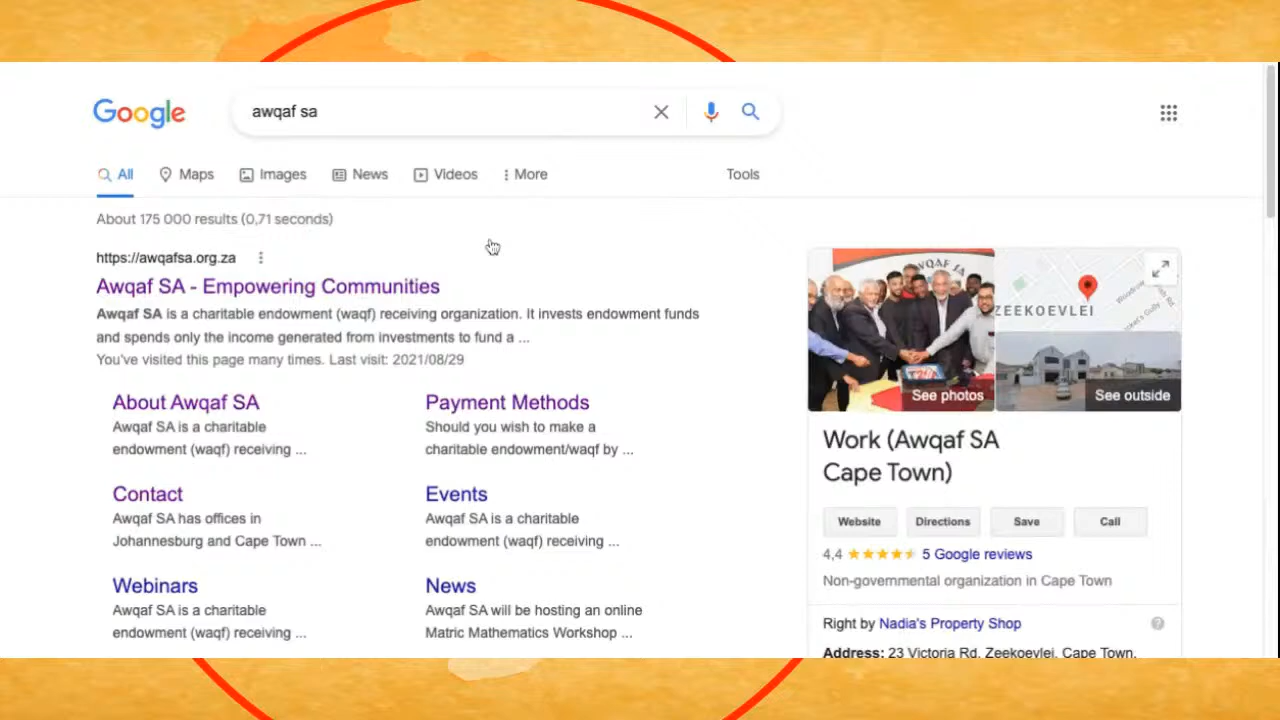 Google
awqaf sa
All Maps Images News Videos More Tools
About 175 000 results (0,71 seconds)
https://awqafsa.org.za
Awqaf SA - Empowering Communities
Awqaf SA is a charitable endowment (waqf) receiving organization. It invests endowment funds
and spends only the income generated from investments to fund a ...
You've visited this page many times. Last visit: 2021/08/29
About Awqaf SA
Awqaf SA is a charitable
endowment (waqf) receiving ...
Payment Methods
Should you wish to make a
charitable endowment/waqf by ...
Contact
Awqaf SA has offices in
Johannesburg and Cape Town ...
Events
Awqaf SA is a charitable
endowment (waqf) receiving ...
Webinars
Awqaf SA is a charitable
endowment (waqf) receiving ...
News
Awqaf SA will be hosting an online
Matric Mathematics Workshop ...
AWQAF SA
See photos
ZEEKOEVLEI
See outside
Work (Awqaf SA
Cape Town)
Website Directions Save Call
4,4 5 Google reviews
Non-governmental organization in Cape Town
Right by Nadia's Property Shop
Address: 23 Victoria Rd, Zeekoevlei, Cape Town,